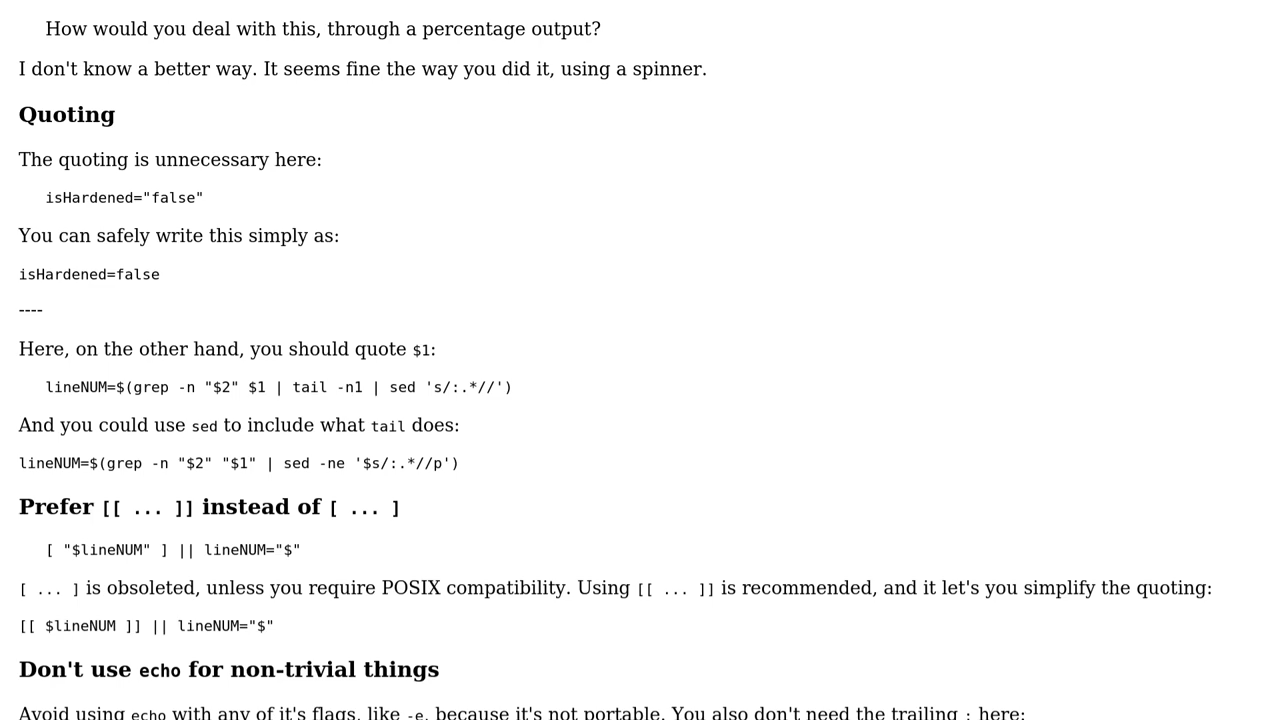 How would you deal with this, through a percentage output?
I don't know a better way. It seems fine the way you did it, using a spinner.
Quoting
The quoting is unnecessary here:
isHardened="false"
You can safely write this simply as:
isHardened=false
----
Here, on the other hand, you should quote $1:
lineNUM=$(grep -n "$2" $1 | tail -n1 | sed 's/:.*//')
And you could use sed to include what tail does:
lineNUM=$(grep -n "$2" "$1" | sed -ne '$s/:.*//p')
Prefer [[ ... ]] instead of [ ... ]
[ "$lineNUM" ] || lineNUM="$"
[ ... ] is obsoleted, unless you require POSIX compatibility. Using [[ ... ]] is recommended, and it let's you simplify the quoting:
[[ $lineNUM ]] || lineNUM="$"
Don't use echo for non-trivial things
Avoid using echo with any of it's flags, like -e, because it's not portable. You also don't need the trailing ; here: